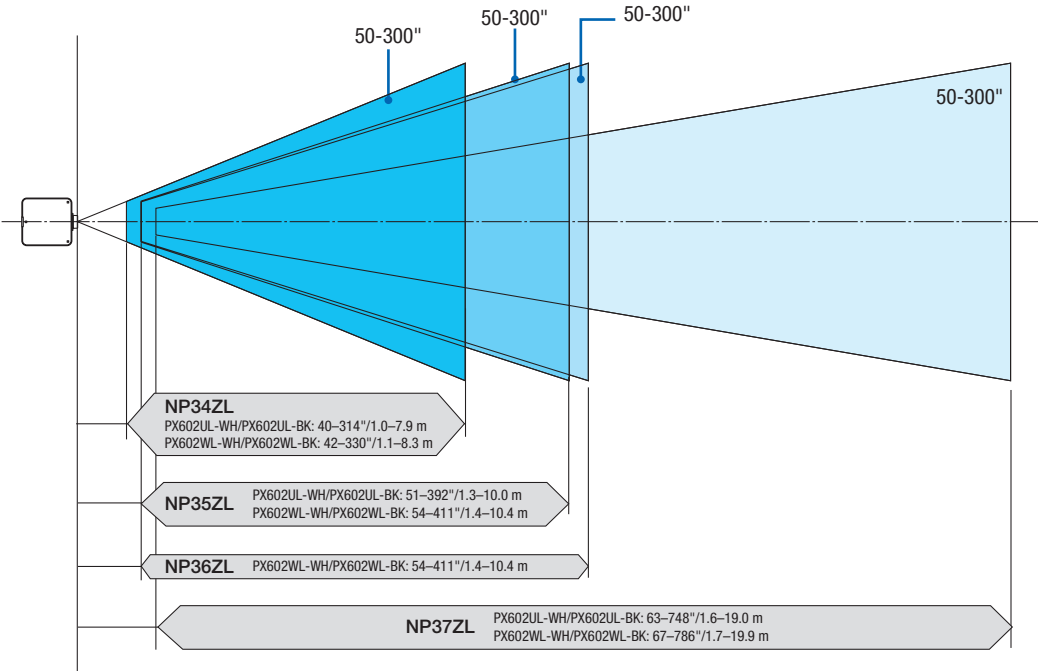 50-300"
50-300"
50-300"
50-300"
NP34ZL
PX602UL-WH/PX602UL-BK: 40–314"/1.0–7.9 m
PX602WL-WH/PX602WL-BK: 42–330"/1.1–8.3 m
NP35ZL
PX602UL-WH/PX602UL-BK: 51–392"/1.3–10.0 m
PX602WL-WH/PX602WL-BK: 54–411"/1.4–10.4 m
NP36ZL
PX602WL-WH/PX602WL-BK: 54–411"/1.4–10.4 m
NP37ZL
PX602UL-WH/PX602UL-BK: 63–748"/1.6–19.0 m
PX602WL-WH/PX602WL-BK: 67–786"/1.7–19.9 m